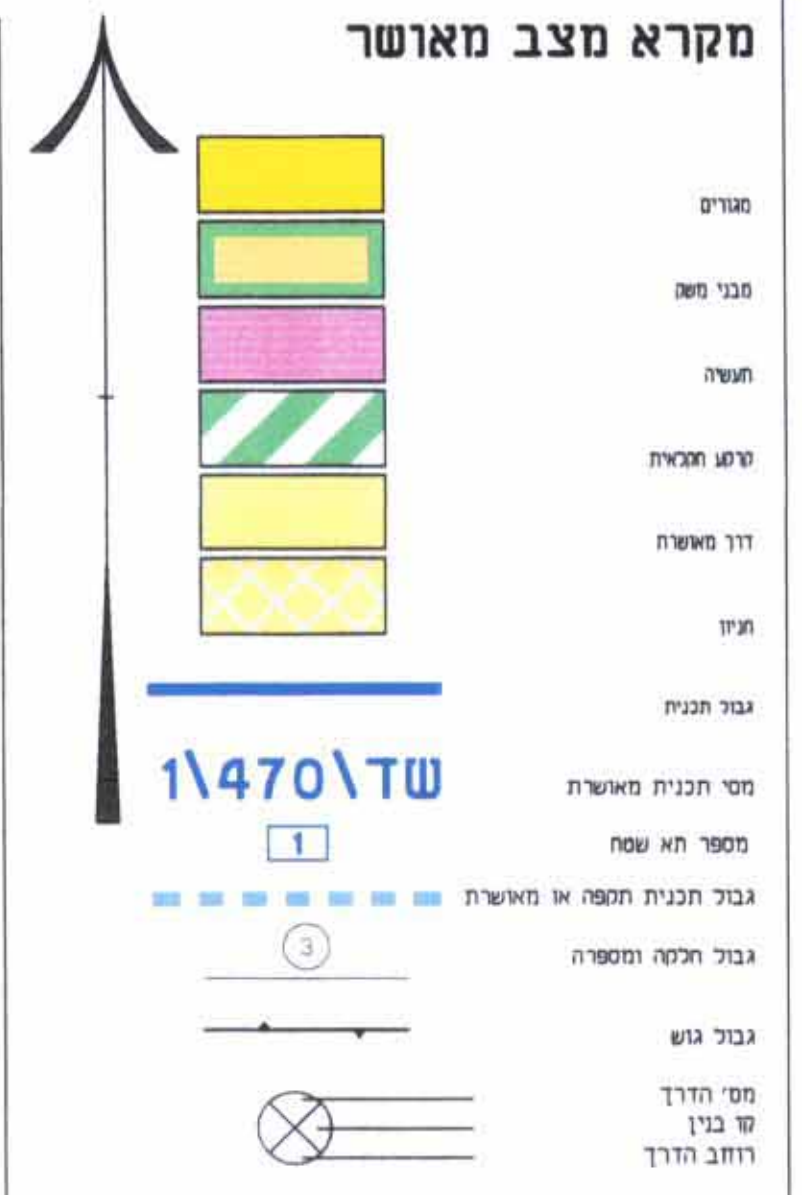 מקרא מצב מאושר
מגורים
מבני משק
תעשיה
קרקע חקלאית
דרך מאושרת
חניון
גבול תכנית
שד\470\1
מסי תכנית מאושרת
1
מספר תא שטח
גבול תכנית תקפה או מאושרת
3
גבול חלקה ומספרה
גבול גוש
מס׳ הדרך
קו בנין
רוחב הדרך